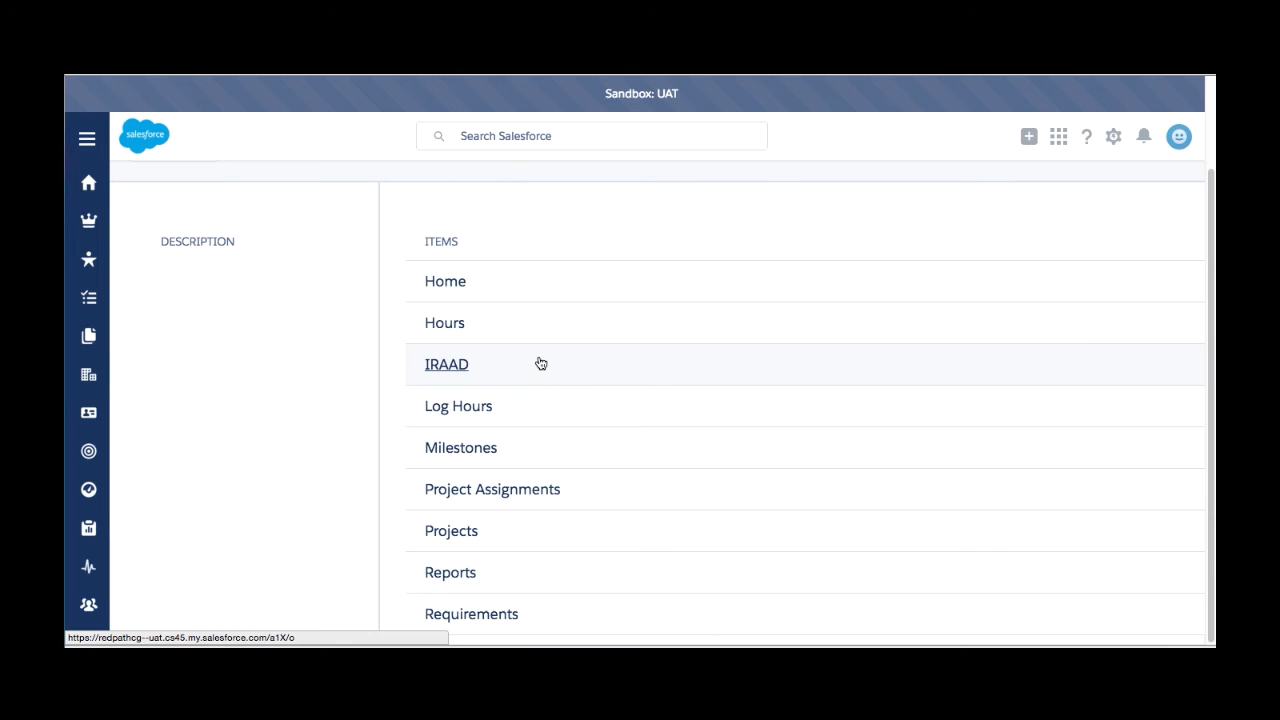 Sandbox: UAT
salesforce
Search Salesforce
DESCRIPTION
ITEMS
Home
Hours
IRAAD
Log Hours
Milestones
Project Assignments
Projects
Reports
Requirements
https://redpathcg--uat.cs45.my.salesforce.com/a1X/o